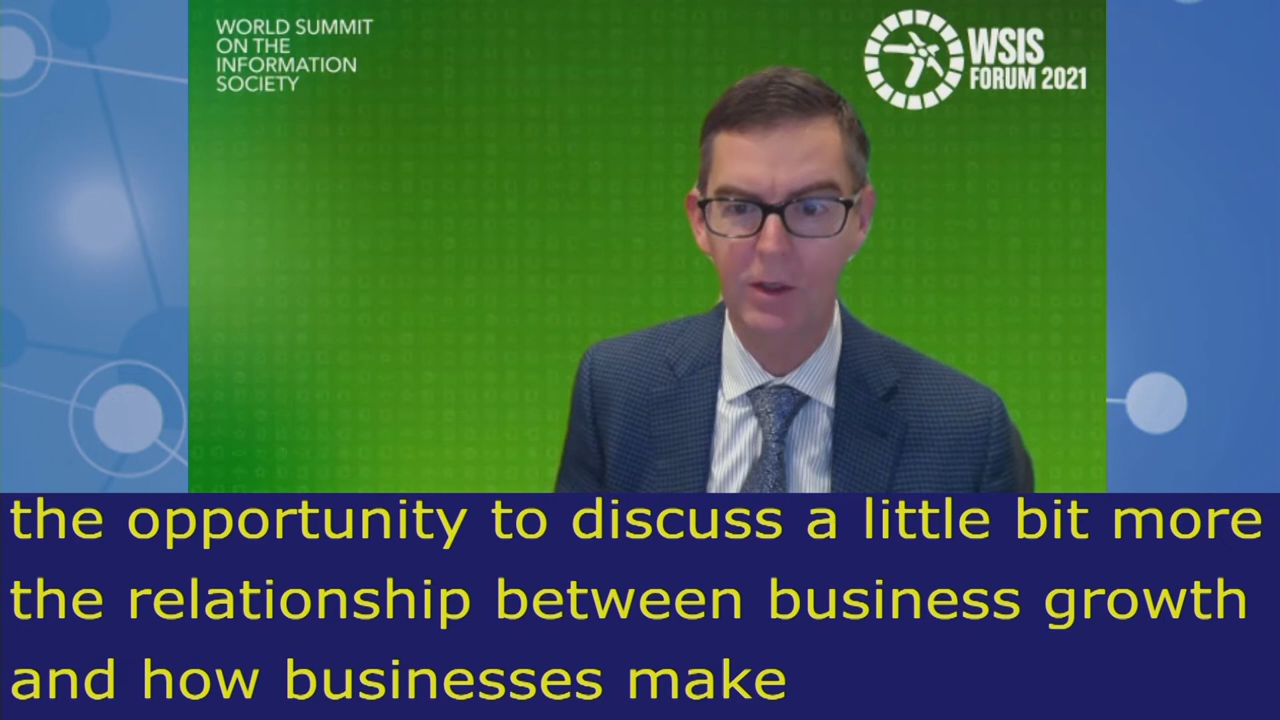 WORLD SUMMIT
ON THE
INFORMATION
SOCIETY
WSIS
FORUM 2021
the opportunity to discuss a little bit more
the relationship between business growth
and how businesses make